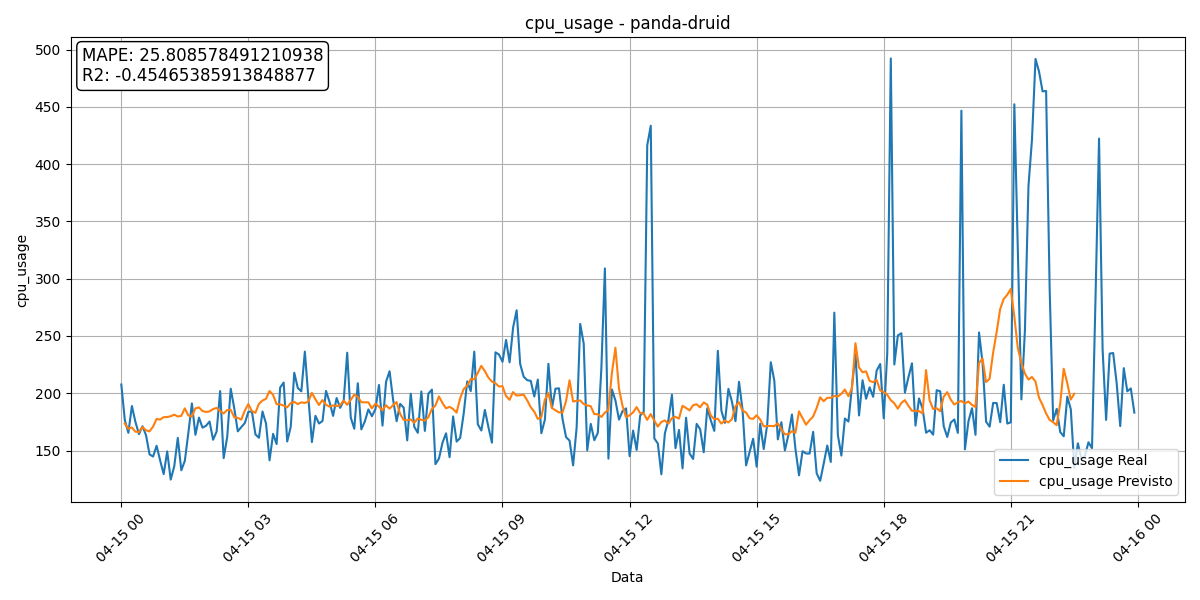 cpu_usage - panda-druid
MAPE: 25.808578491210938
R2: -0.45465385913848877
cpu_usage
500
450
400
350
300
250
200
150
04-15 00
04-15 03
04-15 06
04-15 09
04-15 12
04-15 15
04-15 18
04-15 21
04-16 00
Data
cpu_usage Real
cpu_usage Previsto